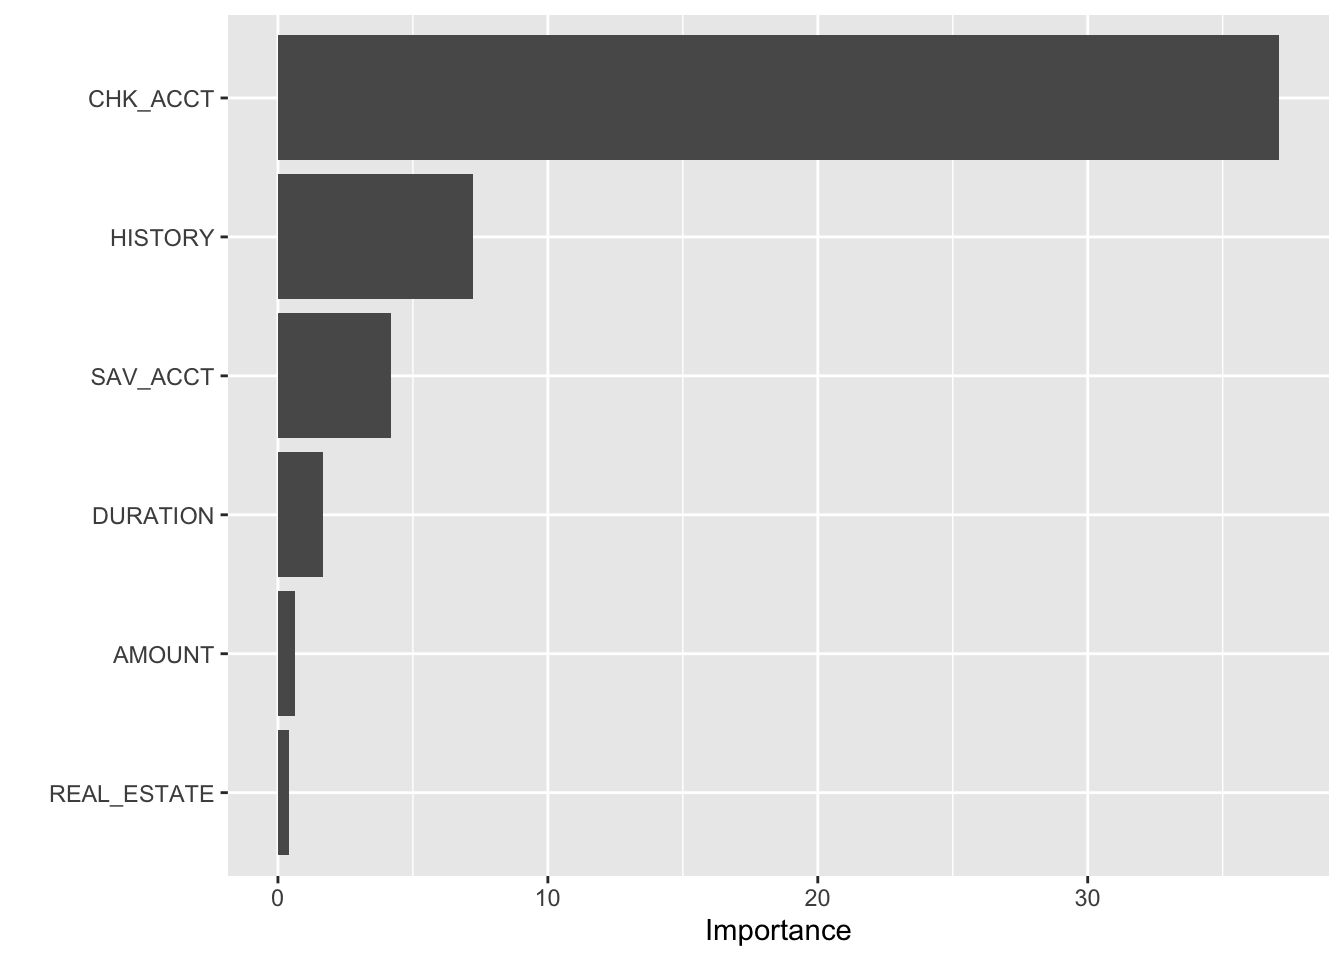 CHK_ACCT
HISTORY
SAV_ACCT
DURATION
AMOUNT
REAL_ESTATE
0 10 20 30
Importance